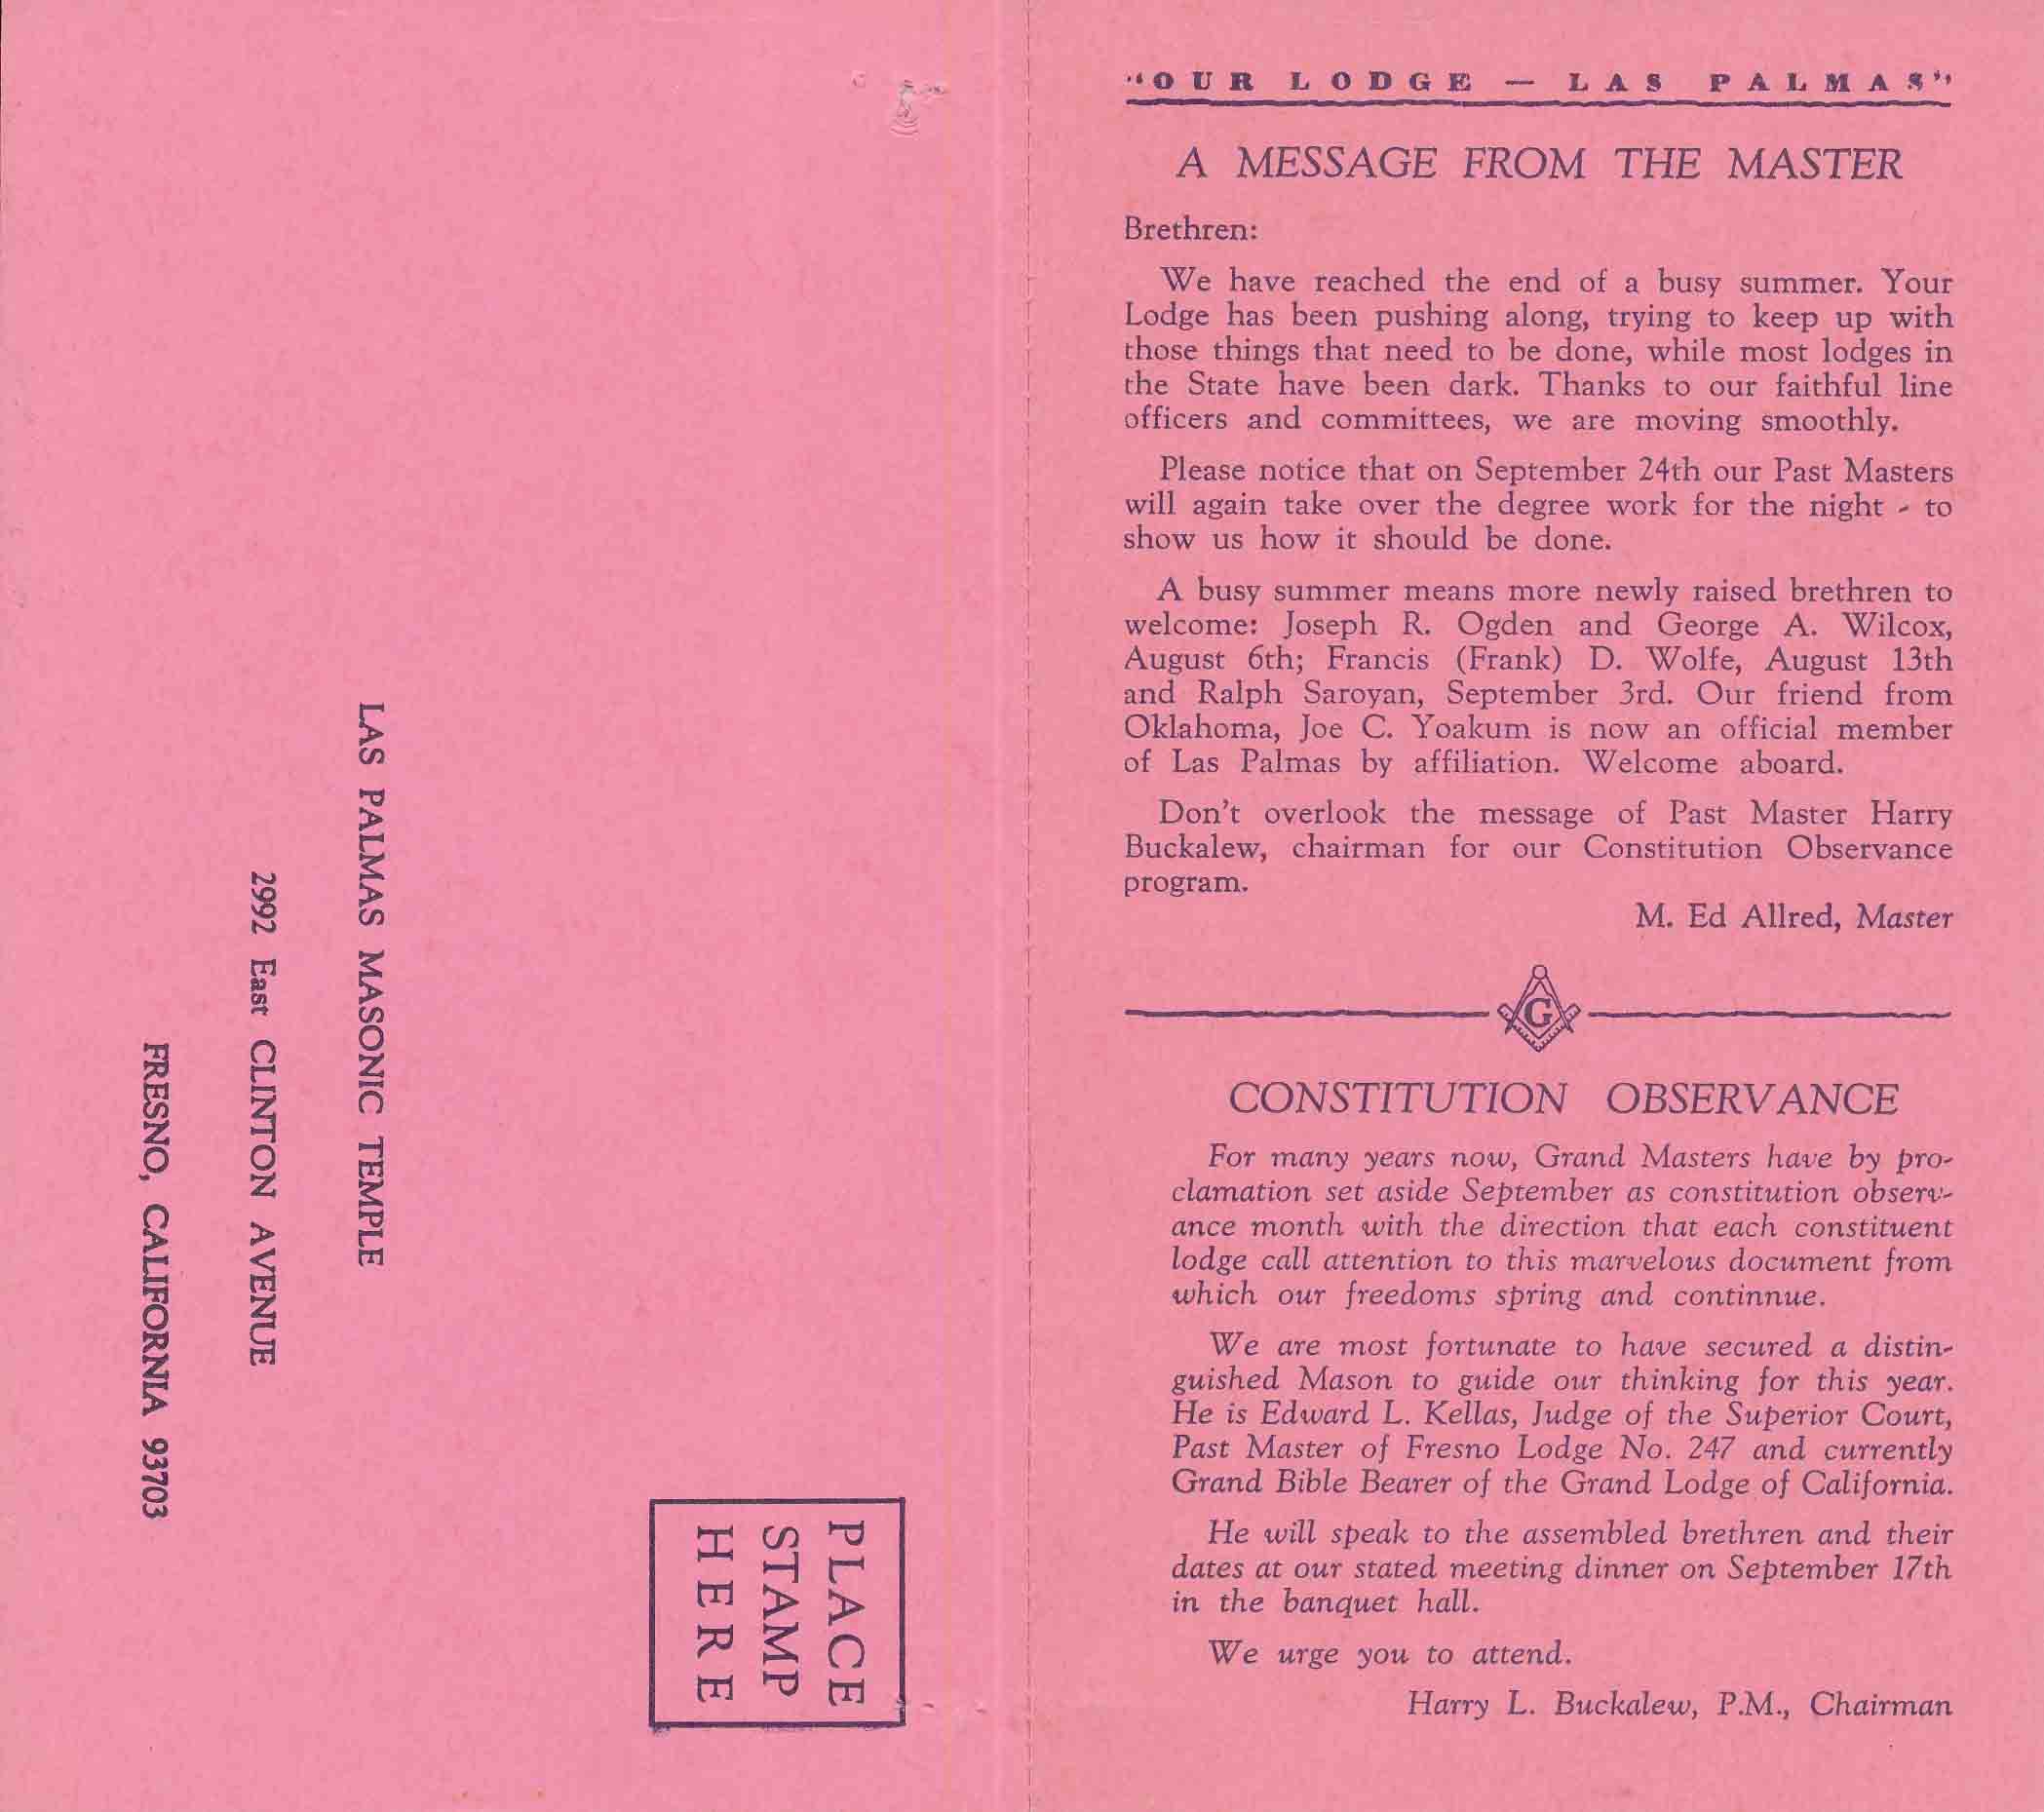 LAS PALMAS MASONIC TEMPLE
2992 East CLINTON AVENUE
FRESNO, CALIFORNIA 93703
PLACE
STAMP
HERE
"OUR LODGE — LAS PALMAS"
A MESSAGE FROM THE MASTER
Brethren:
We have reached the end of a busy summer. Your
Lodge has been pushing along, trying to keep up with
those things that need to be done, while most lodges in
the State have been dark. Thanks to our faithful line
officers and committees, we are moving smoothly.
Please notice that on September 24th our Past Masters
will again take over the degree work for the night - to
show us how it should be done.
A busy summer means more newly raised brethren to
welcome: Joseph R. Ogden and George A. Wilcox,
August 6th; Francis (Frank) D. Wolfe, August 13th
and Ralph Saroyan, September 3rd. Our friend from
Oklahoma, Joe C. Yoakum is now an official member
of Las Palmas by affiliation. Welcome aboard.
Don't overlook the message of Past Master Harry
Buckalew, chairman for our Constitution Observance
program.
M. Ed Allred, Master
G
CONSTITUTION OBSERVANCE
For many years now, Grand Masters have by pro-
clamation set aside September as constitution observ-
ance month with the direction that each constituent
lodge call attention to this marvelous document from
which our freedoms spring and continnue.
We are most fortunate to have secured a distin-
guished Mason to guide our thinking for this year.
He is Edward L. Kellas, Judge of the Superior Court,
Past Master of Fresno Lodge No. 247 and currently
Grand Bible Bearer of the Grand Lodge of California.
He will speak to the assembled brethren and their
dates at our stated meeting dinner on September 17th
in the banquet hall.
We urge you to attend.
Harry L. Buckalew, P.M., Chairman